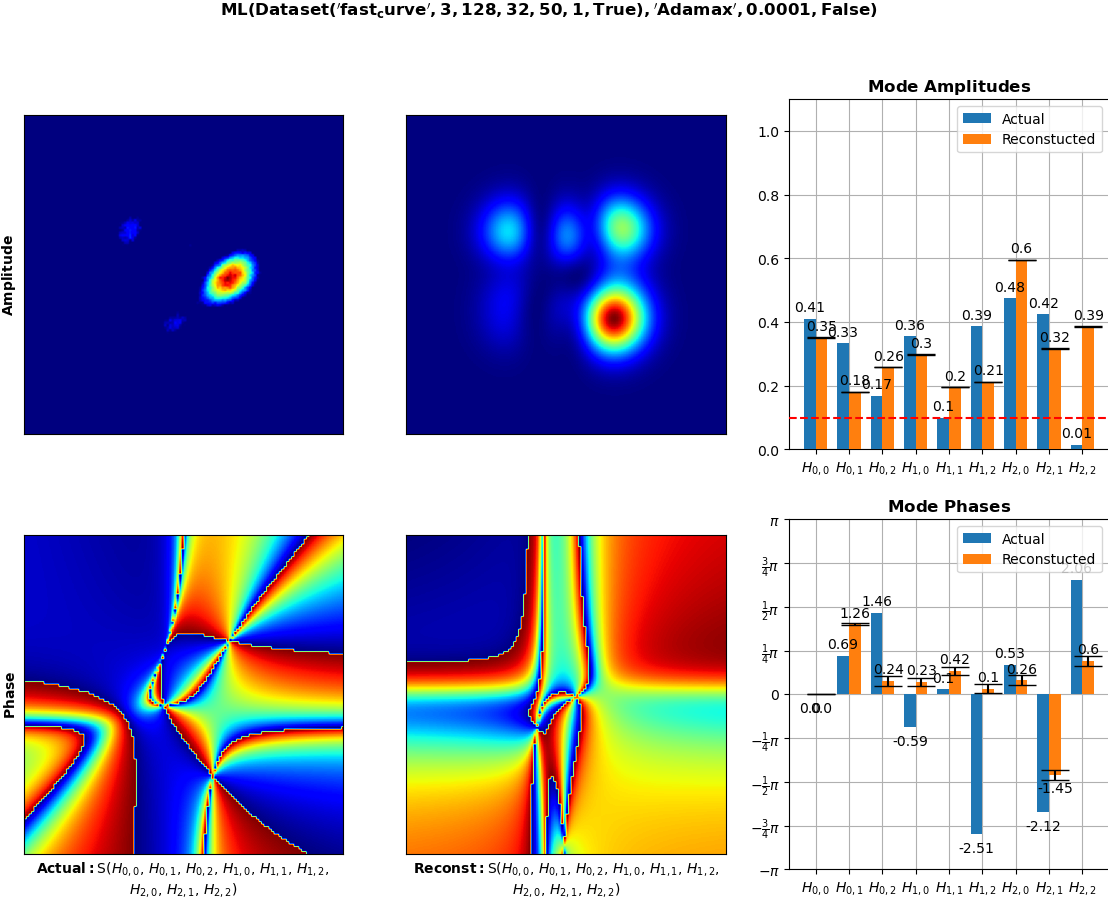 ML(Dataset('fast_curve', 3, 128, 32, 50, 1, True), 'Adamax', 0.0001, False)
Amplitude
Mode Amplitudes
Actual
Reconstucted
1.0
0.8
0.6
0.4
0.2
0.0
0.41
0.35
0.33
0.18
0.17
0.26
0.36
0.3
0.1
0.2
0.39
0.21
0.48
0.6
0.42
0.32
0.01
0.39
H0,0 H0,1 H0,2 H1,0 H1,1 H1,2 H2,0 H2,1 H2,2
Phase
Actual:S(H0,0, H0,1, H0,2, H1,0, H1,1, H1,2,
H2,0, H2,1, H2,2)
Reconst:S(H0,0, H0,1, H0,2, H1,0, H1,1, H1,2,
H2,0, H2,1, H2,2)
Mode Phases
Actual
Reconstucted
π
3/4π
1/2π
1/4π
0
−1/4π
−1/2π
−3/4π
−π
0.0
0.0
0.69
1.26
1.46
0.24
-0.59
0.23
0.1
0.42
-2.51
0.1
0.53
0.26
-2.12
-1.45
2.06
0.6
H0,0 H0,1 H0,2 H1,0 H1,1 H1,2 H2,0 H2,1 H2,2